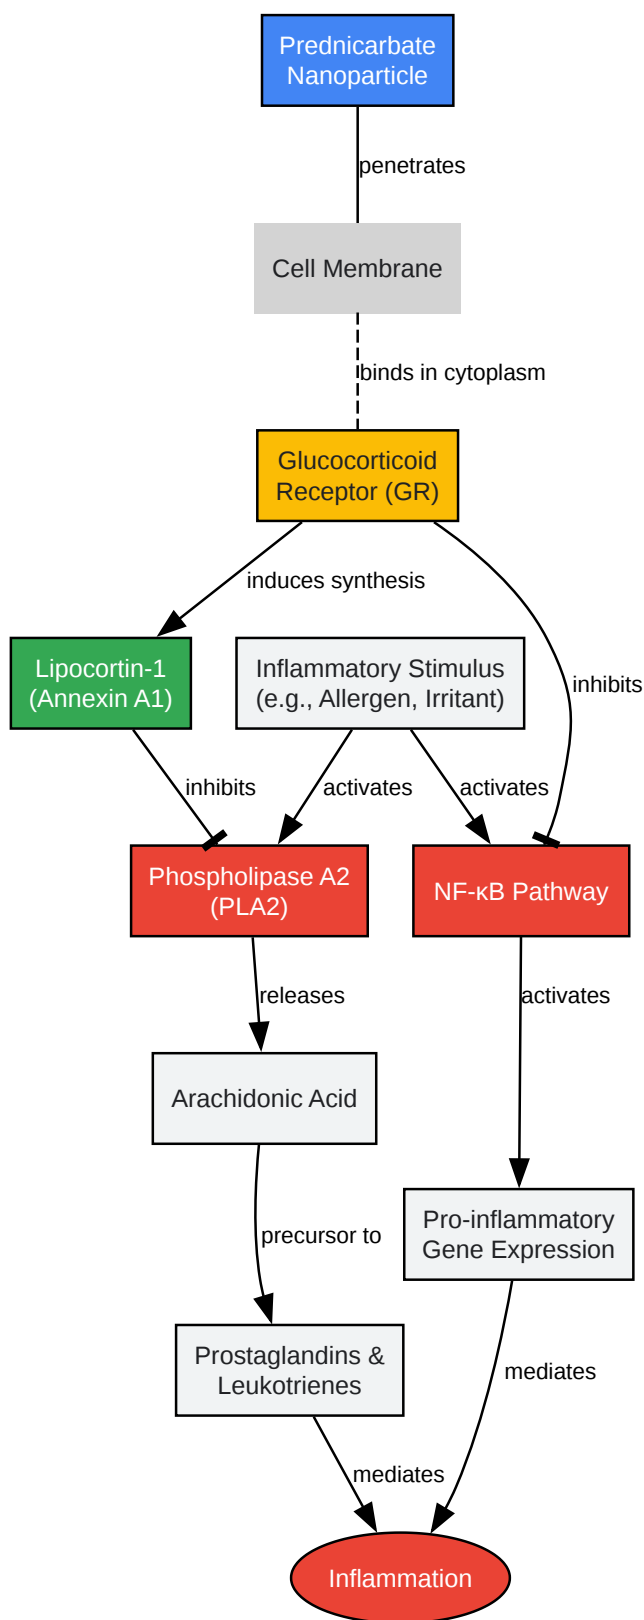 Prednicarbate
Nanoparticle
penetrates
Cell Membrane
binds in cytoplasm
Glucocorticoid
Receptor (GR)
induces synthesis
Lipocortin-1
(Annexin A1)
Inflammatory Stimulus
(e.g., Allergen, Irritant)
inhibits
inhibits
activates
activates
Phospholipase A2
(PLA2)
NF-κB Pathway
releases
activates
Arachidonic Acid
Pro-inflammatory
Gene Expression
precursor to
Prostaglandins &
Leukotrienes
mediates
mediates
Inflammation